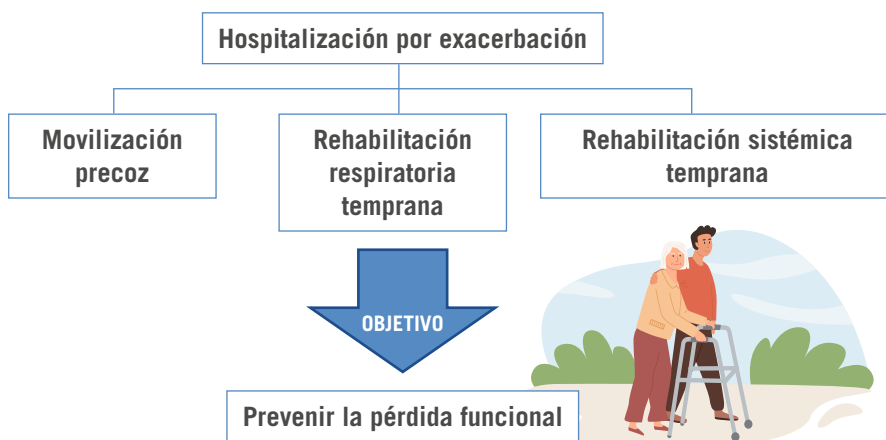 Hospitalización por exacerbación
Movilización
precoz
Rehabilitación
respiratoria
temprana
Rehabilitación sistémica
temprana
OBJETIVO
Prevenir la pérdida funcional